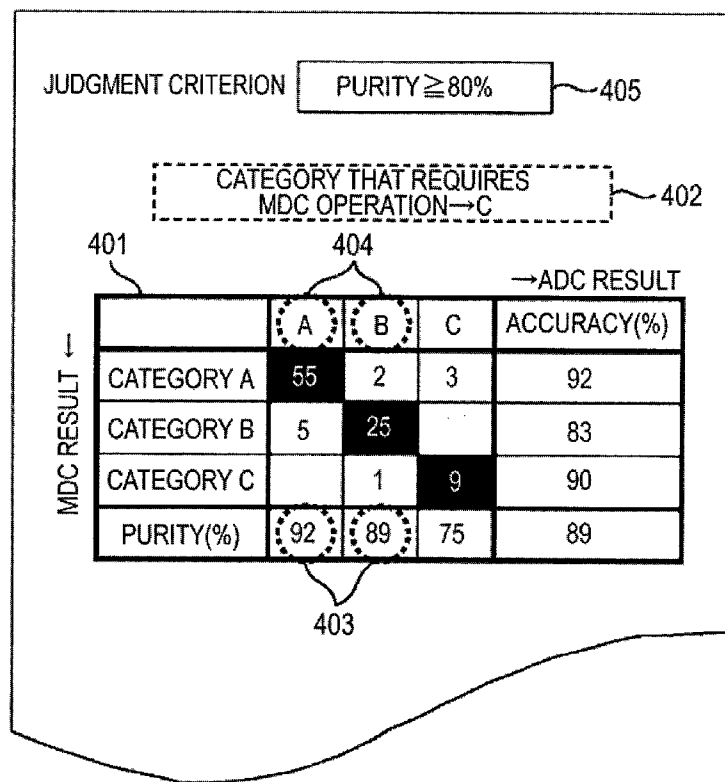 JUDGMENT CRITERION PURITY≧80% 405
CATEGORY THAT REQUIRES
MDC OPERATION→C 402
401 404
→ADC RESULT
A B C ACCURACY(%)
MDC RESULT ←
CATEGORY A 55 2 3 92
CATEGORY B 5 25 83
CATEGORY C 1 9 90
PURITY(%) 92 89 75 89
403